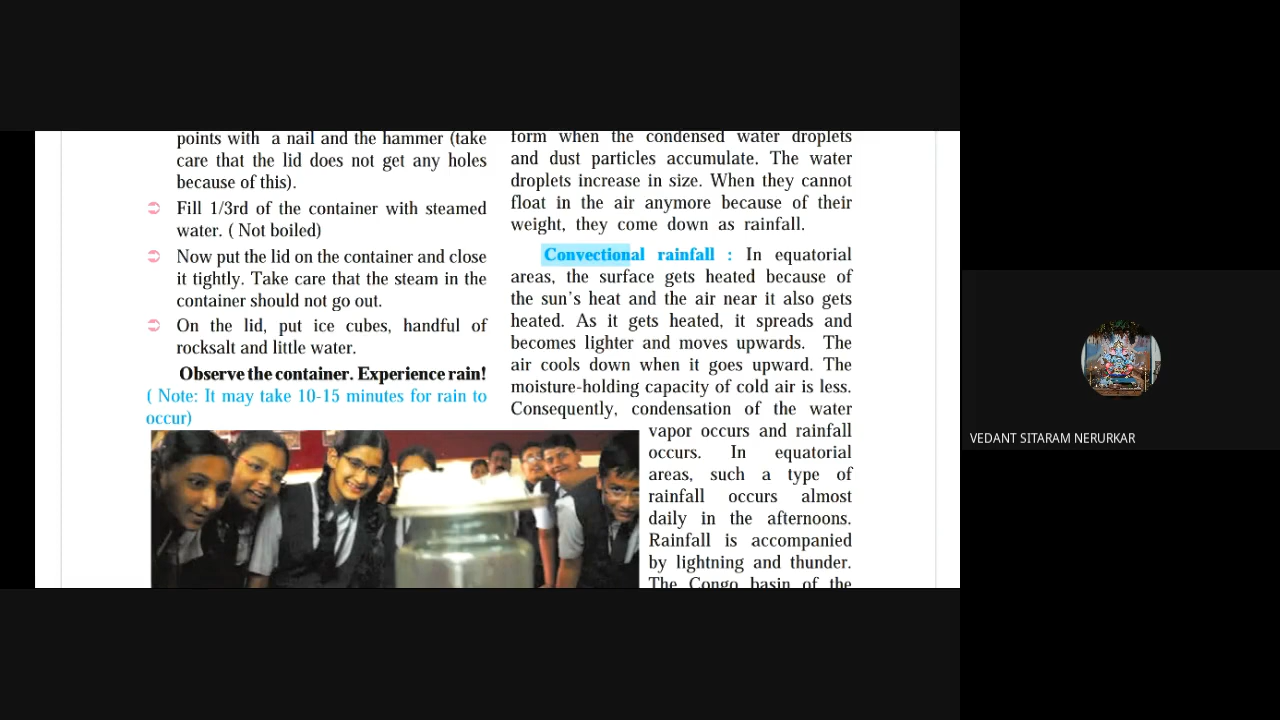 points with a nail and the hammer (take
care that the lid does not get any holes
because of this).
Fill 1/3rd of the container with steamed
water. ( Not boiled)
Now put the lid on the container and close
it tightly. Take care that the steam in the
container should not go out.
On the lid, put ice cubes, handful of
rocksalt and little water.
Observe the container. Experience rain!
( Note: It may take 10-15 minutes for rain to
occur)
form when the condensed water droplets
and dust particles accumulate. The water
droplets increase in size. When they cannot
float in the air anymore because of their
weight, they come down as rainfall.
Convectional rainfall : In equatorial
areas, the surface gets heated because of
the sun's heat and the air near it also gets
heated. As it gets heated, it spreads and
becomes lighter and moves upwards. The
air cools down when it goes upward. The
moisture-holding capacity of cold air is less.
Consequently, condensation of the water
vapor occurs and rainfall
occurs. In equatorial
areas, such a type of
rainfall occurs almost
daily in the afternoons.
Rainfall is accompanied
by lightning and thunder.
The Congo basin of the
VEDANT SITARAM NERURKAR